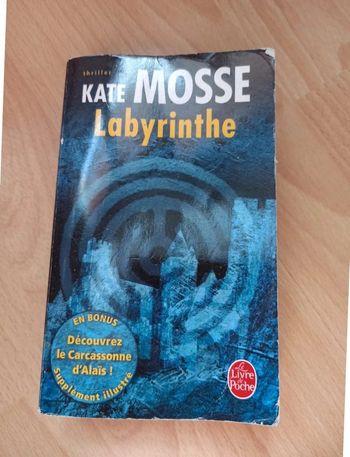 thriller
KATE MOSSE
Labyrinthe
EN BONUS
Découvrez
le Carcassonne
d'Alaïs !
supplément illustré
Le
Livre
de
Poche